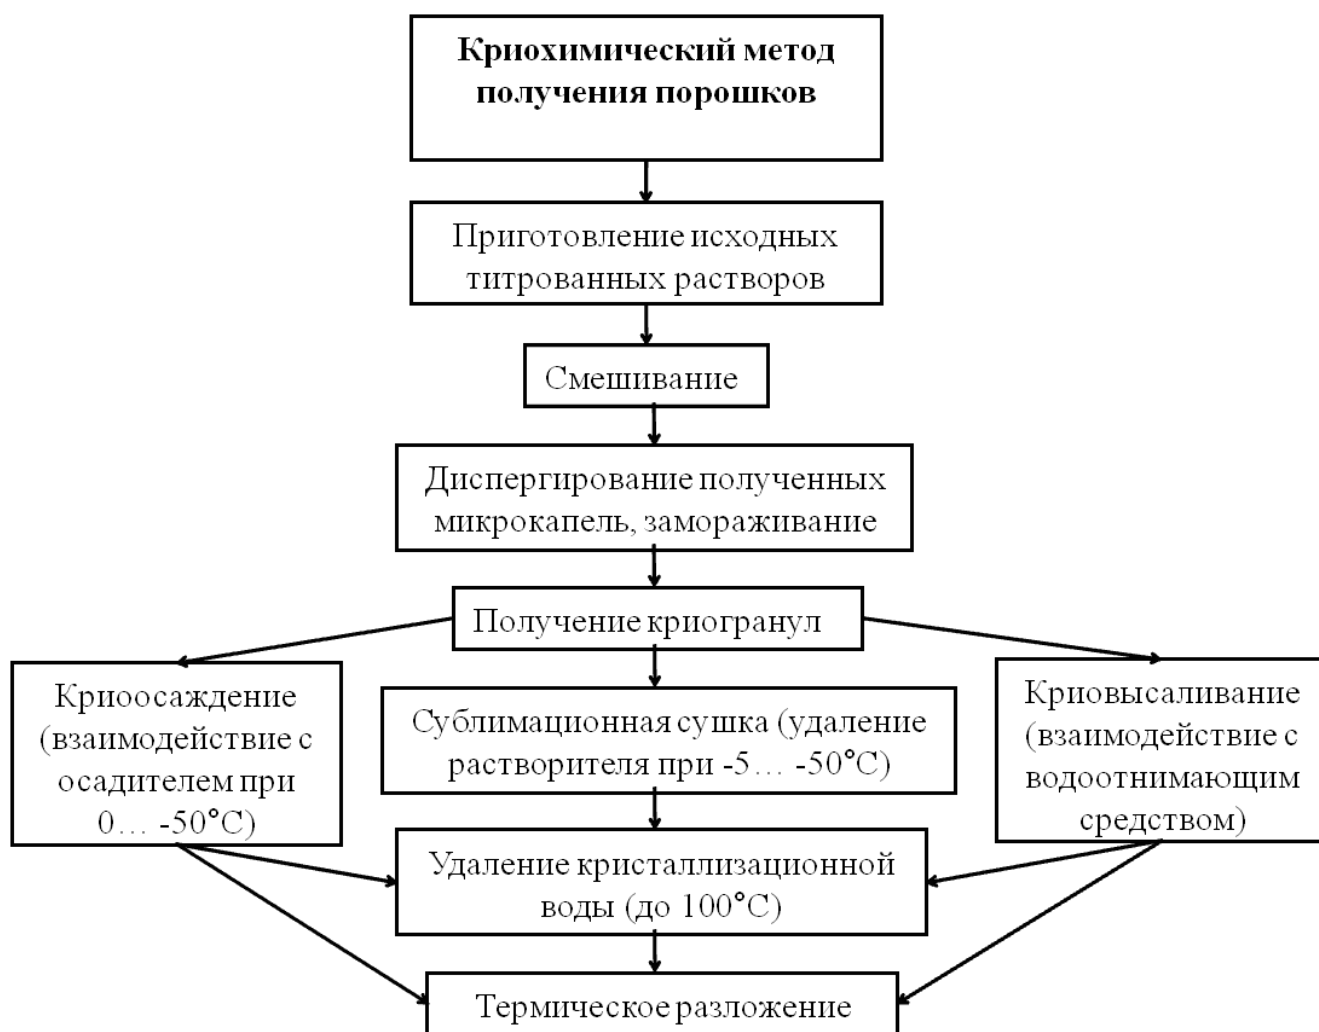 Криохимический метод
получения порошков
Приготовление исходных
титрованных растворов
Смешивание
Диспергирование полученных
микрокапель, замораживание
Получение криогранул
Криоосаждение
(взаимодействие с
осадителем при
0… -50°С)
Сублимационная сушка (удаление
растворителя при -5… -50°С)
Криовысаливание
(взаимодействие с
водоотнимающим
средством)
Удаление кристаллизационной
воды (до 100°С)
Термическое разложение